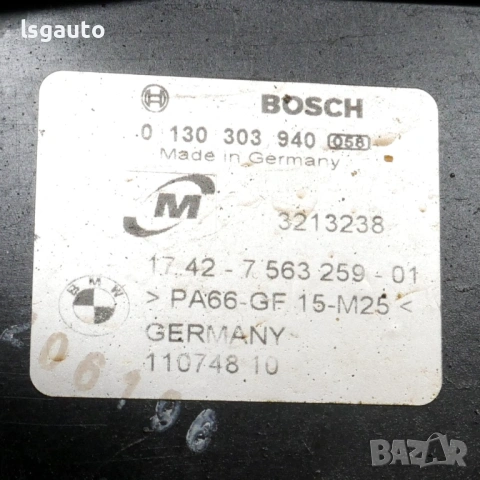 lsgauto
BOSCH
0 130 303 940 058
Made in Germany
M
3213238
17.42 - 7 563 259 - 01
BMW
> PA66-GF 15-M25 <
GERMANY
110748 10
BAZAR